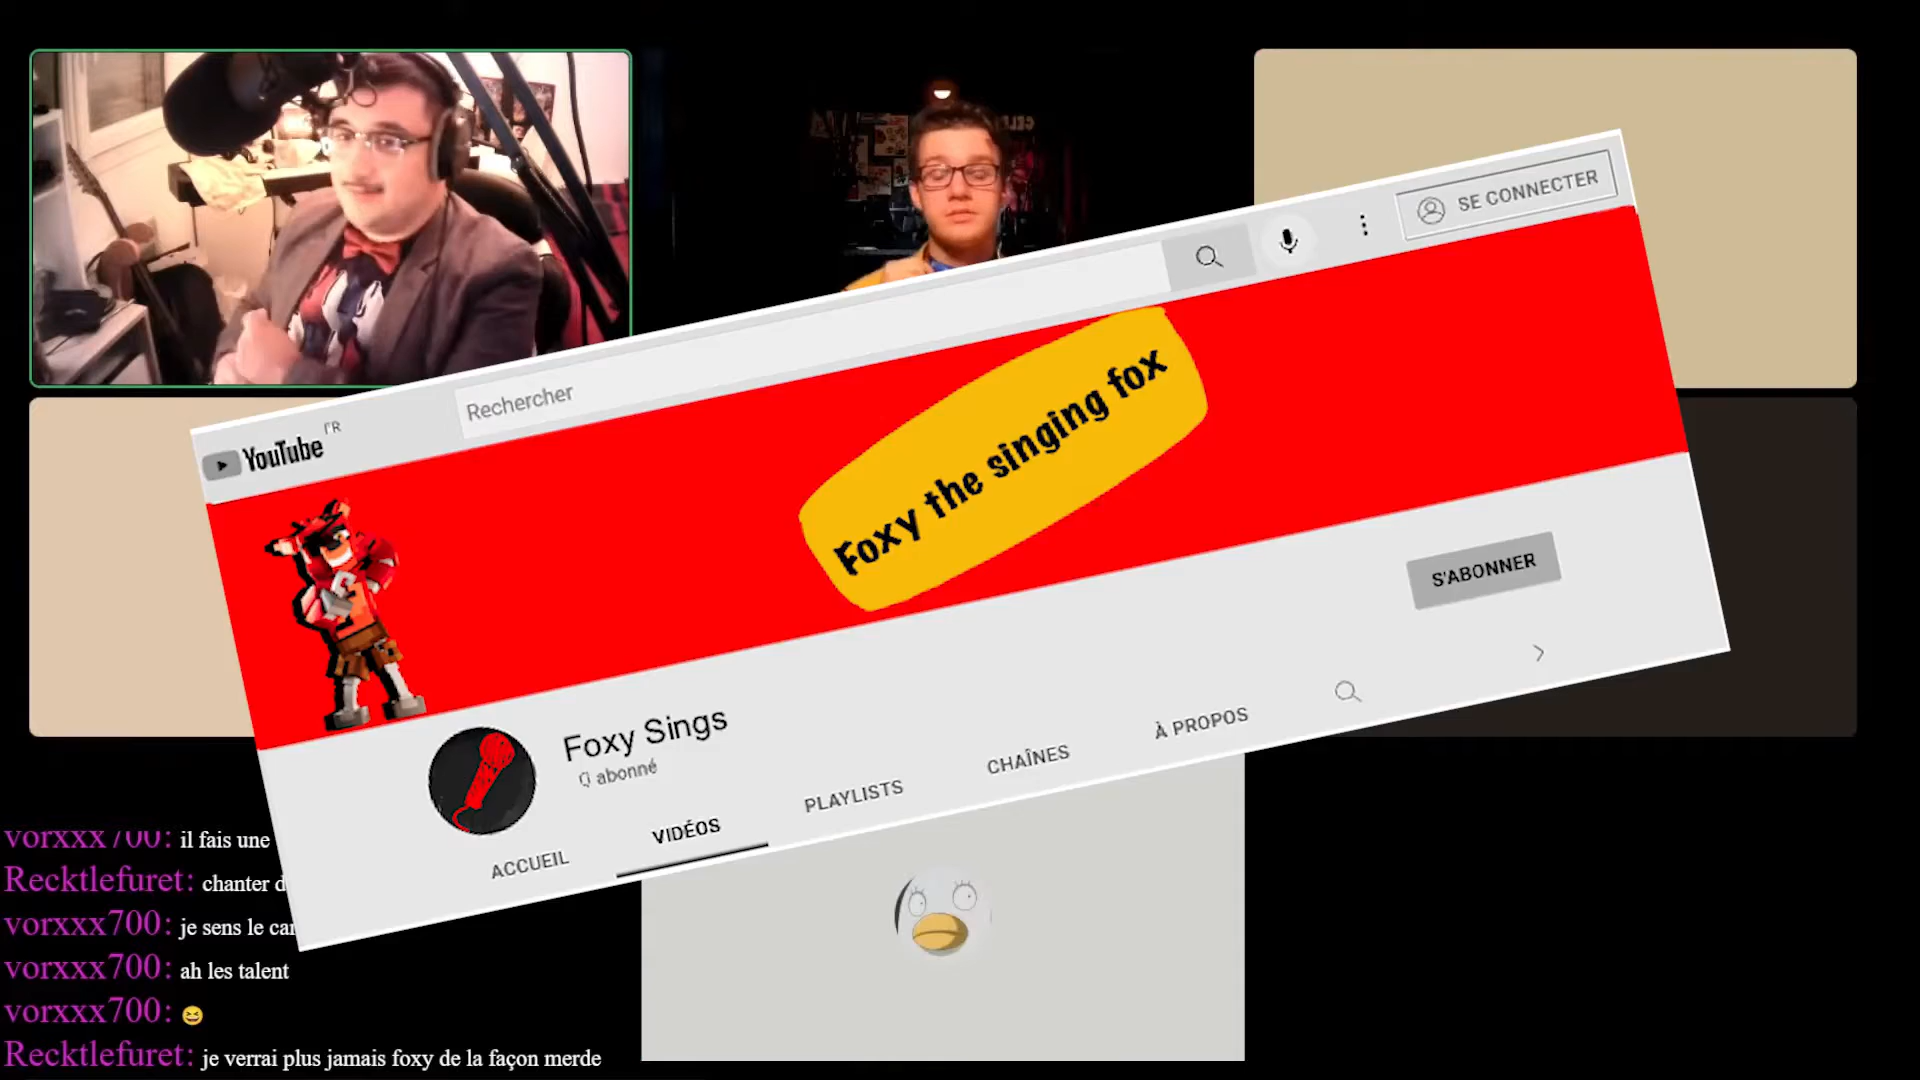 SE CONNECTER
Rechercher
YouTube FR
Foxy the singing fox
S'ABONNER
Foxy Sings
abonné
ACCUEIL
VIDÉOS
PLAYLISTS
CHAÎNES
À PROPOS
vorxxx700: il fais une
Recktlefuret: chanter d
vorxxx700: je sens le car
vorxxx700: ah les talent
vorxxx700: 😆
Recktlefuret: je verrai plus jamais foxy de la façon merde